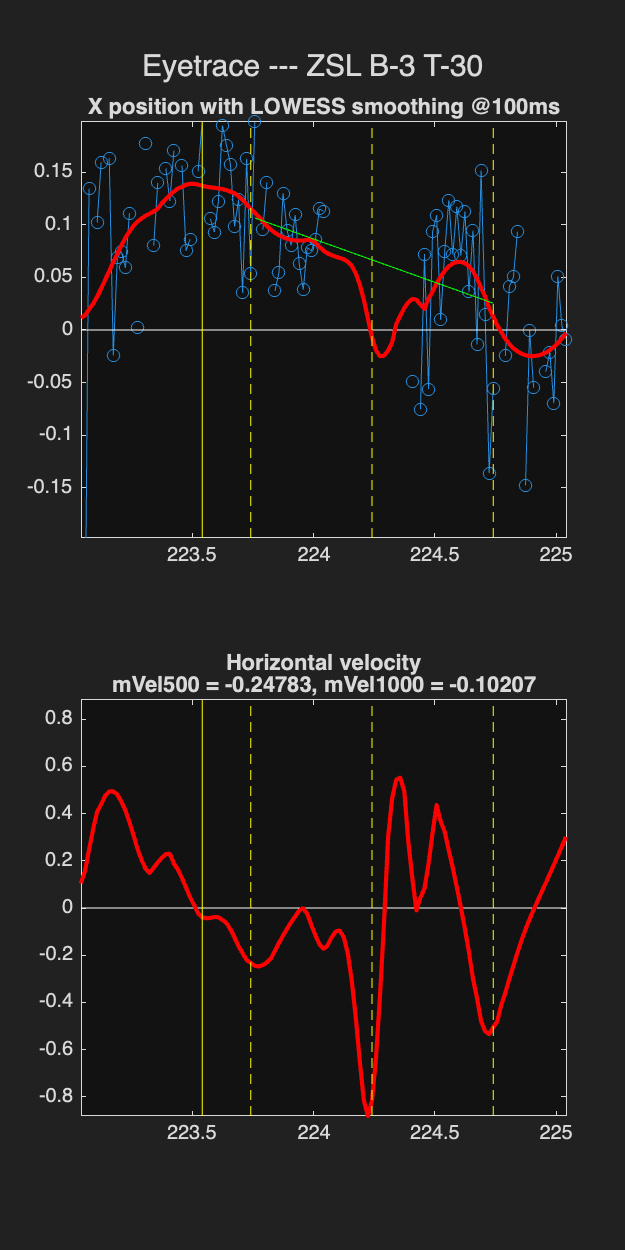 Eyetrace --- ZSL B-3 T-30
X position with LOWESS smoothing @100ms
0.15
0.1
0.05
0
-0.05
-0.1
-0.15
223.5 224 224.5 225
Horizontal velocity
mVel500 = -0.24783, mVel1000 = -0.10207
0.8
0.6
0.4
0.2
0
-0.2
-0.4
-0.6
-0.8
223.5 224 224.5 225